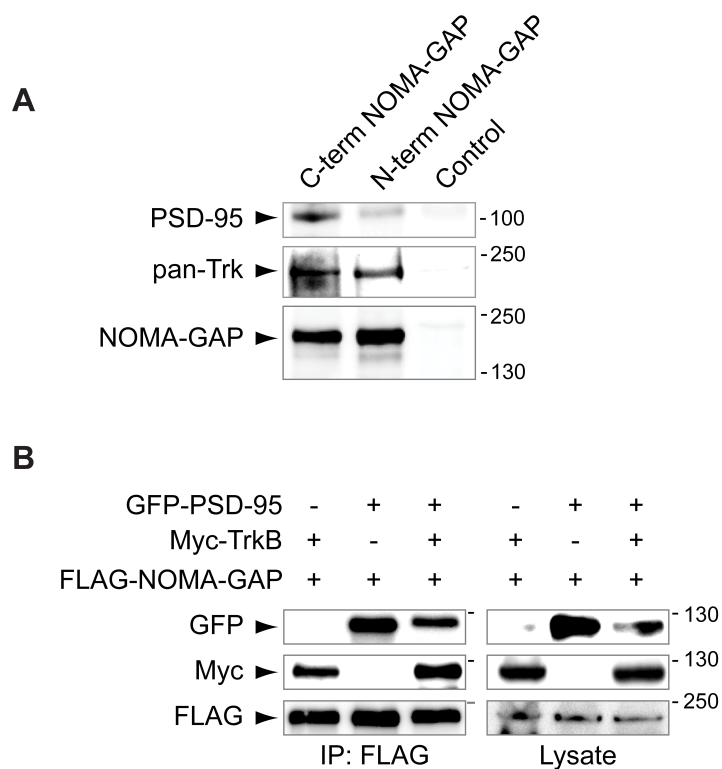 A
C-term NOMA-GAP
N-term NOMA-GAP
Control
PSD-95
-100
pan-Trk
-250
NOMA-GAP
-250
-130
B
GFP-PSD-95 - + + - + +
Myc-TrkB + - + + - +
FLAG-NOMA-GAP + + + + + +
GFP - - 130
Myc - - 130
FLAG - - 250
IP: FLAG Lysate